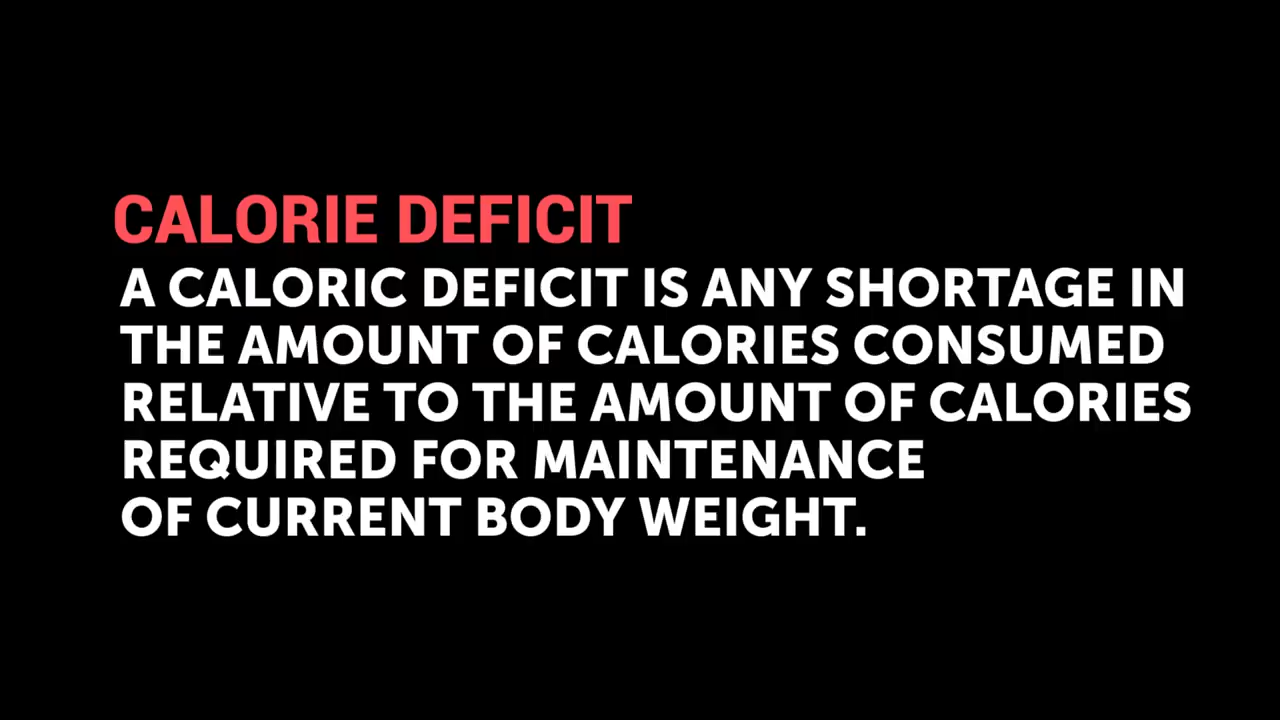 CALORIE DEFICIT
A CALORIC DEFICIT IS ANY SHORTAGE IN
THE AMOUNT OF CALORIES CONSUMED
RELATIVE TO THE AMOUNT OF CALORIES
REQUIRED FOR MAINTENANCE
OF CURRENT BODY WEIGHT.